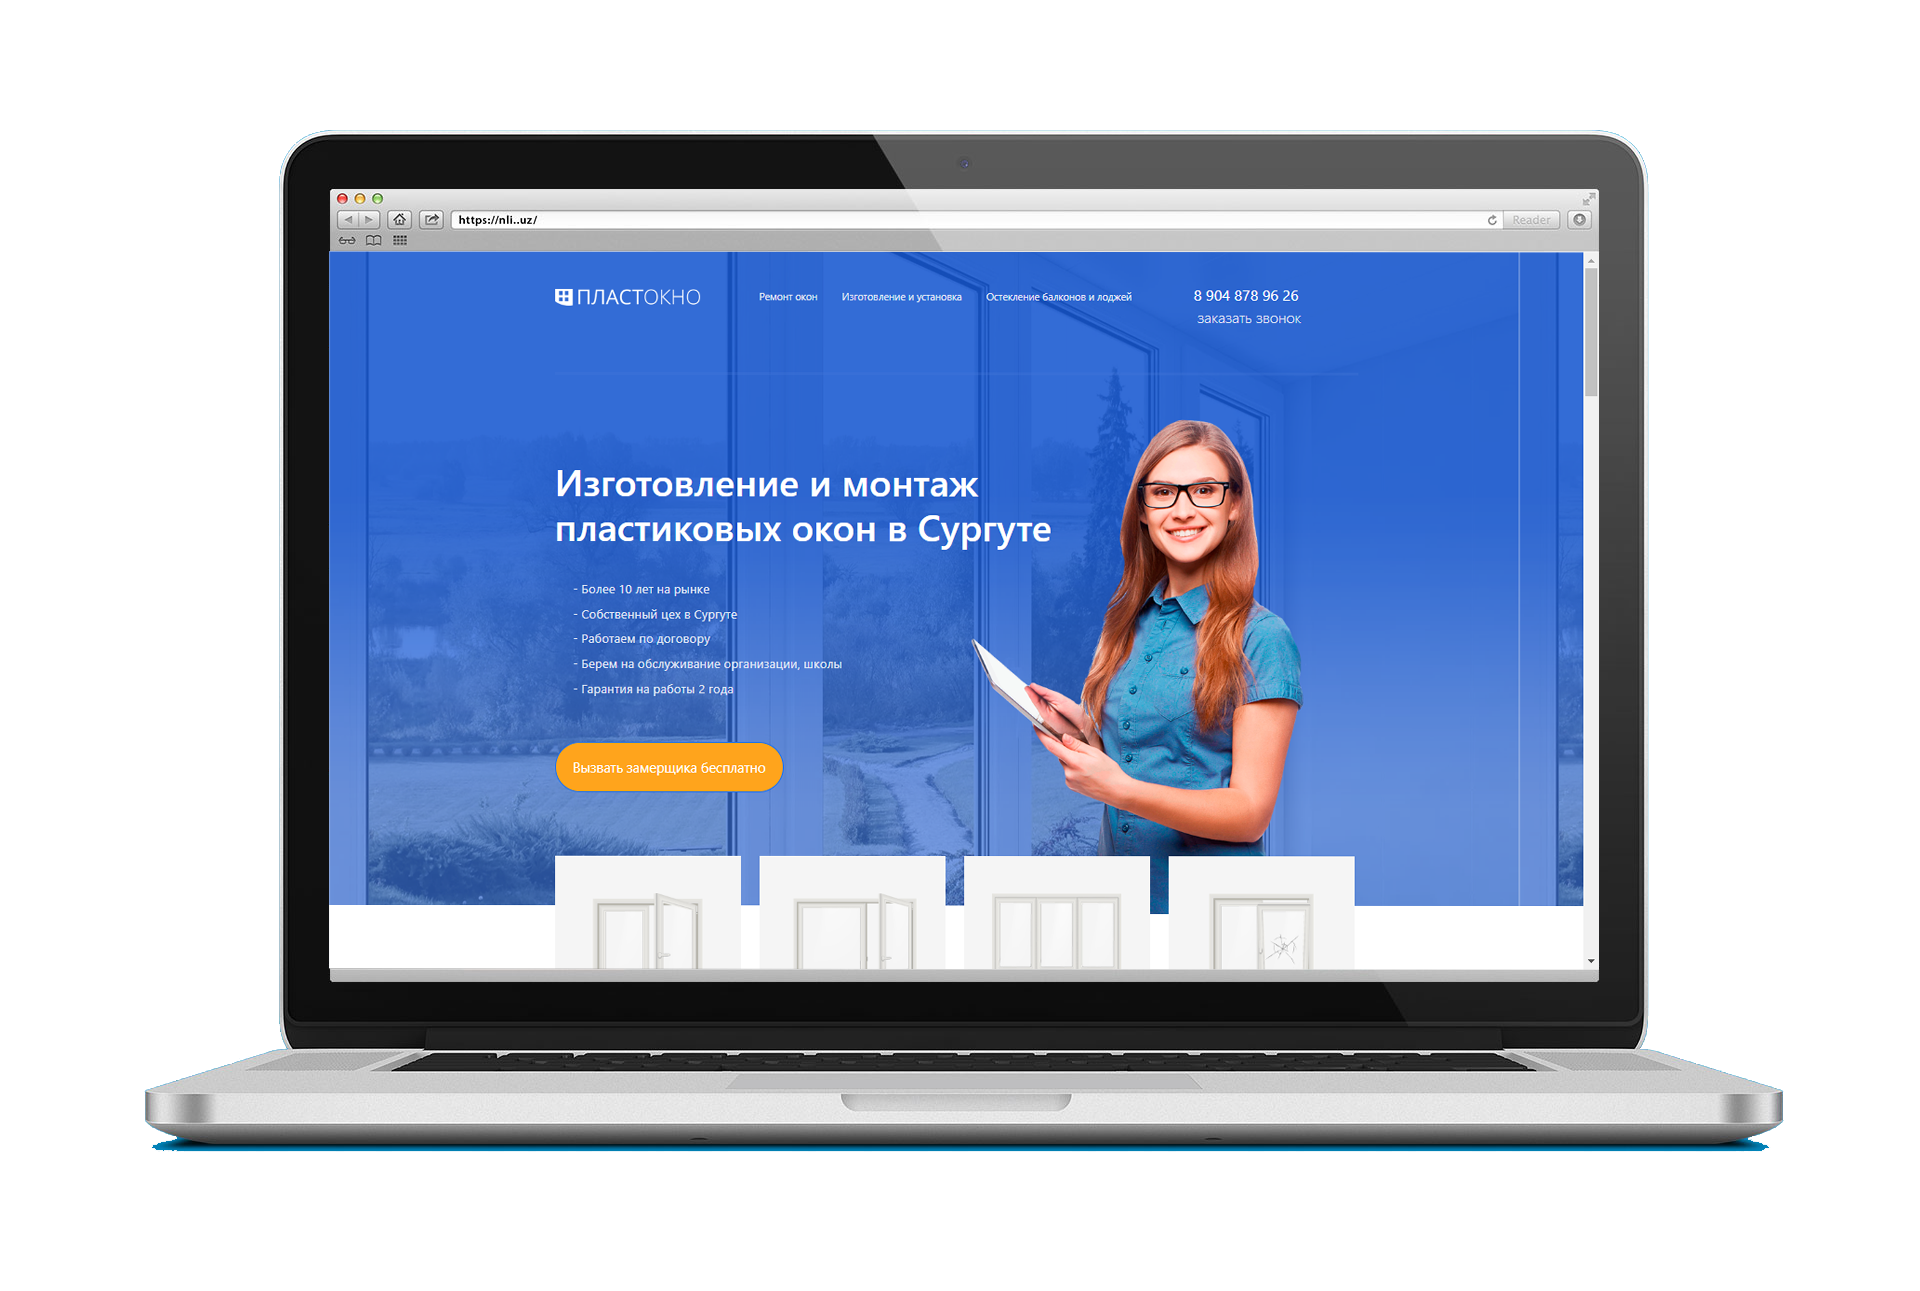 https://nli..uz/
Reader
ПЛАСТОКНО
Ремонт окон
Изготовление и установка
Остекление балконов и лоджей
8 904 878 96 26
заказать звонок
Изготовление и монтаж
пластиковых окон в Сургуте
- Более 10 лет на рынке
- Собственный цех в Сургуте
- Работаем по договору
- Берем на обслуживание организации, школы
- Гарантия на работы 2 года
Вызвать замерщика бесплатно